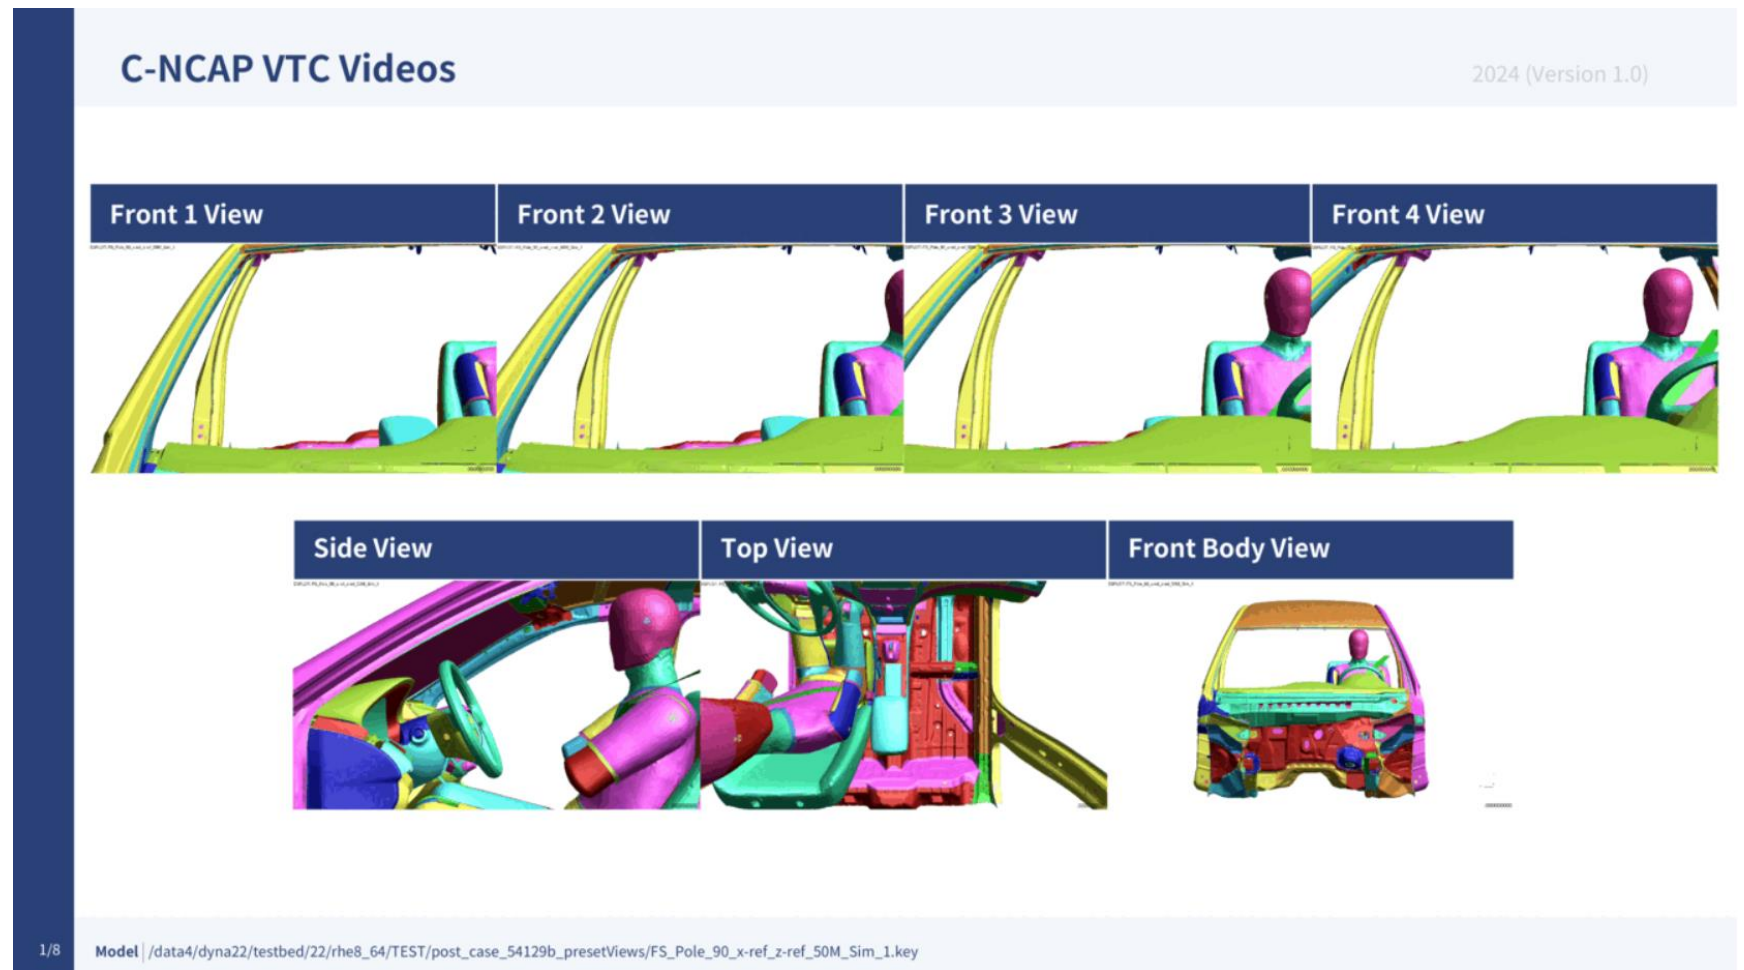 C-NCAP VTC Videos
2024 (Version 1.0)
Front 1 View
Front 2 View
Front 3 View
Front 4 View
Side View
Top View
Front Body View
1/8
Model /data4/dyna22/testbed/22/rhe8_64/TEST/post_case_54129b_presetViews/FS_Pole_90_x-ref_z-ref_50M_Sim_1.key